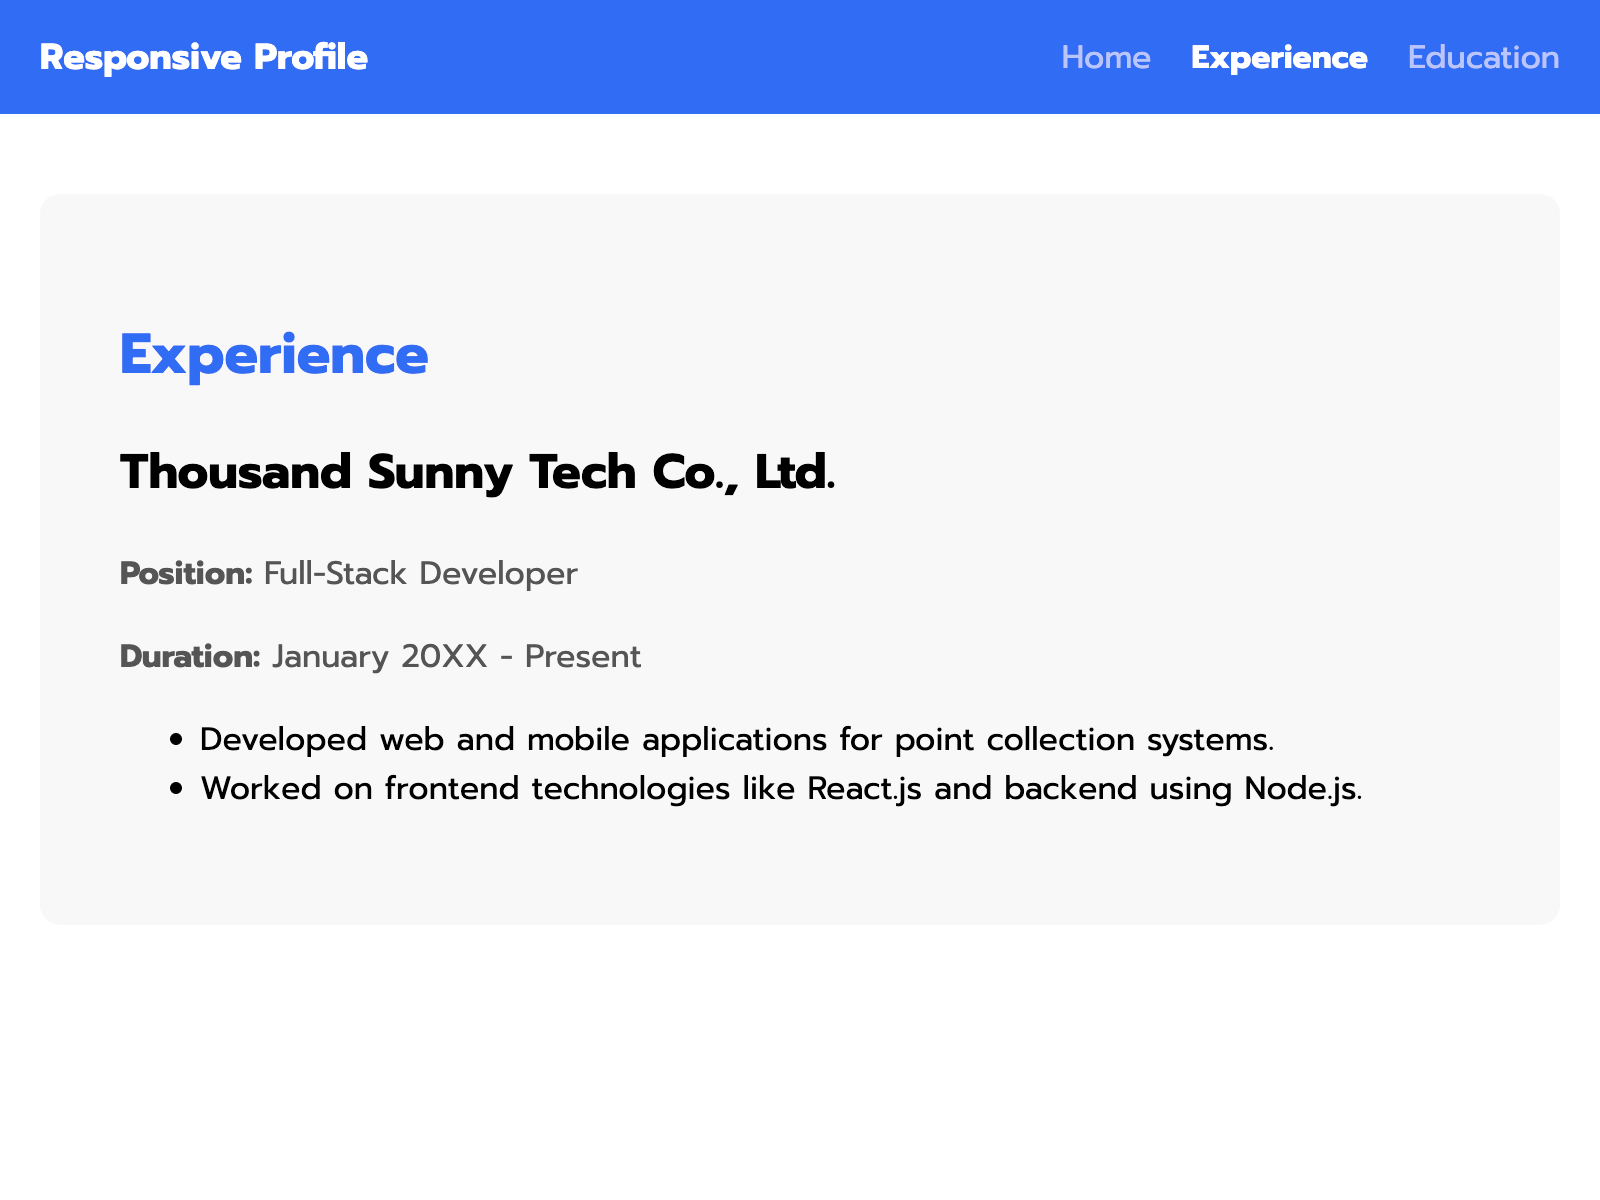 Responsive Profile
Home Experience Education
Experience
Thousand Sunny Tech Co., Ltd.
Position: Full-Stack Developer
Duration: January 20XX - Present
• Developed web and mobile applications for point collection systems.
• Worked on frontend technologies like React.js and backend using Node.js.